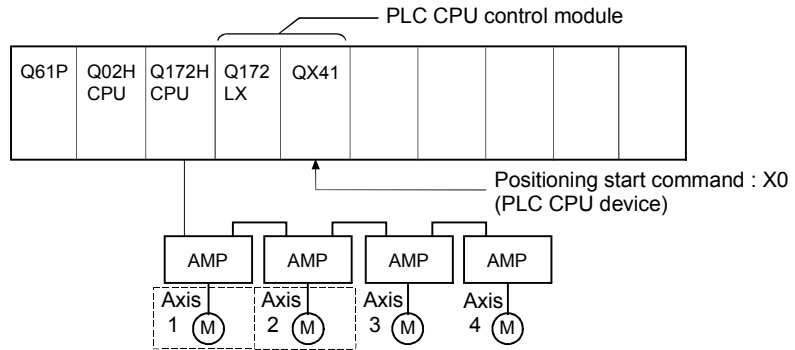 PLC CPU control module
Q61P
Q02H
CPU
Q172H
CPU
Q172
LX
QX41
Positioning start command : X0
(PLC CPU device)
AMP
AMP
AMP
AMP
Axis
1
M
Axis
2
M
Axis
3
M
Axis
4
M